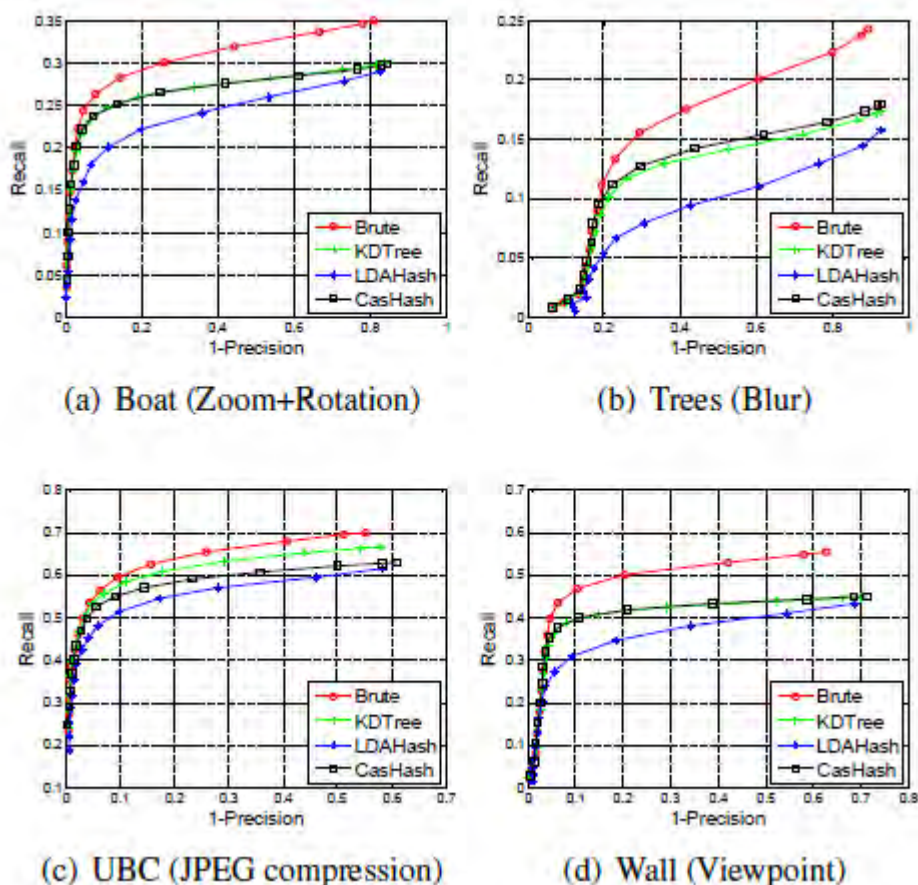 0.35
0.3
0.25
0.2
0.15
0.1
0.05
0
Recall
0 0.2 0.4 0.6 0.8 1
1-Precision
Brute
KDTree
LDAHash
CasHash
(a) Boat (Zoom+Rotation)
0.25
0.2
0.15
0.1
0.05
0
Recall
0 0.2 0.4 0.6 0.8 1
1-Precision
Brute
KDTree
LDAHash
CasHash
(b) Trees (Blur)
0.8
0.7
0.6
0.5
0.4
0.3
0.2
0.1
Recall
0 0.1 0.2 0.3 0.4 0.5 0.6 0.7
1-Precision
Brute
KDTree
LDAHash
CasHash
(c) UBC (JPEG compression)
0.7
0.6
0.5
0.4
0.3
0.2
0.1
0
Recall
0 0.1 0.2 0.3 0.4 0.5 0.6 0.7 0.8
1-Precision
Brute
KDTree
LDAHash
CasHash
(d) Wall (Viewpoint)